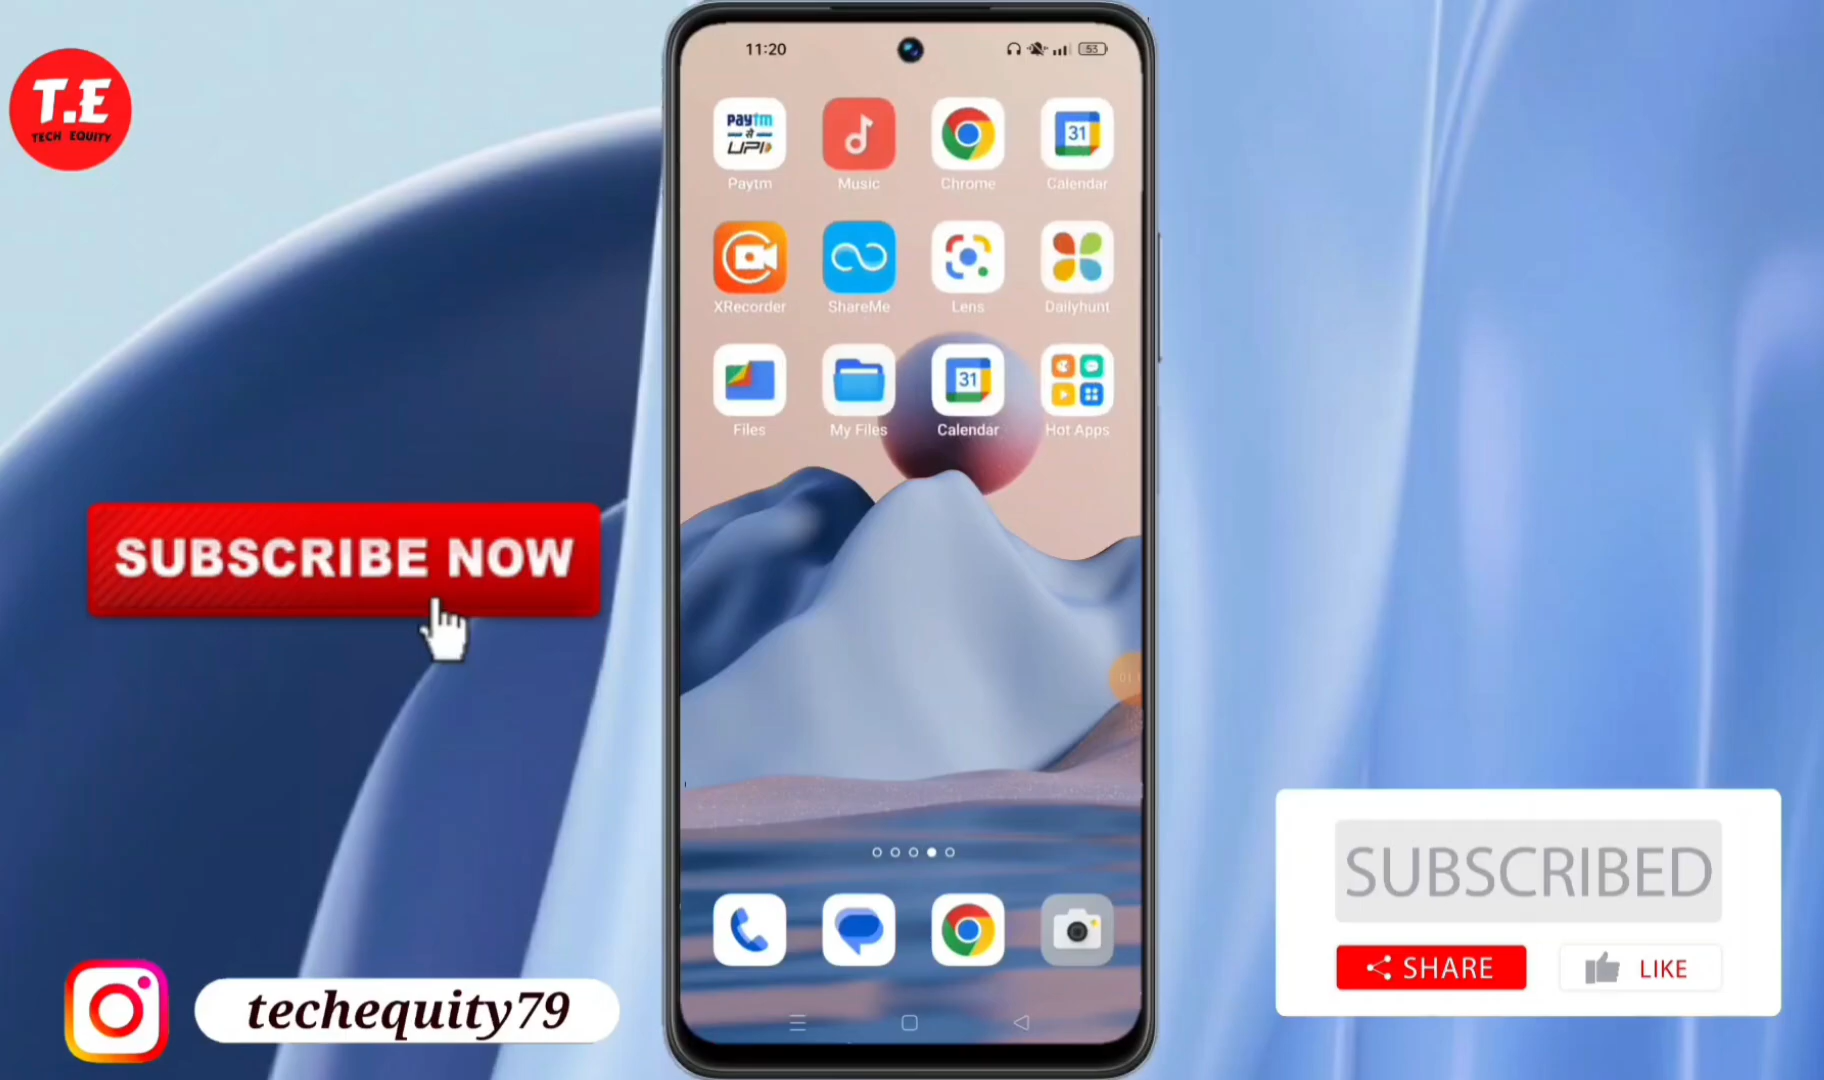 T.E
TECH EQUITY
11:20
53
Paytm
से
UPI
31
Paytm
Music
Chrome
Calendar
XRecorder
ShareMe
Lens
Dailyhunt
31
Files
My Files
Calendar
Hot Apps
SUBSCRIBE NOW
SUBSCRIBED
SHARE
LIKE
techequity79